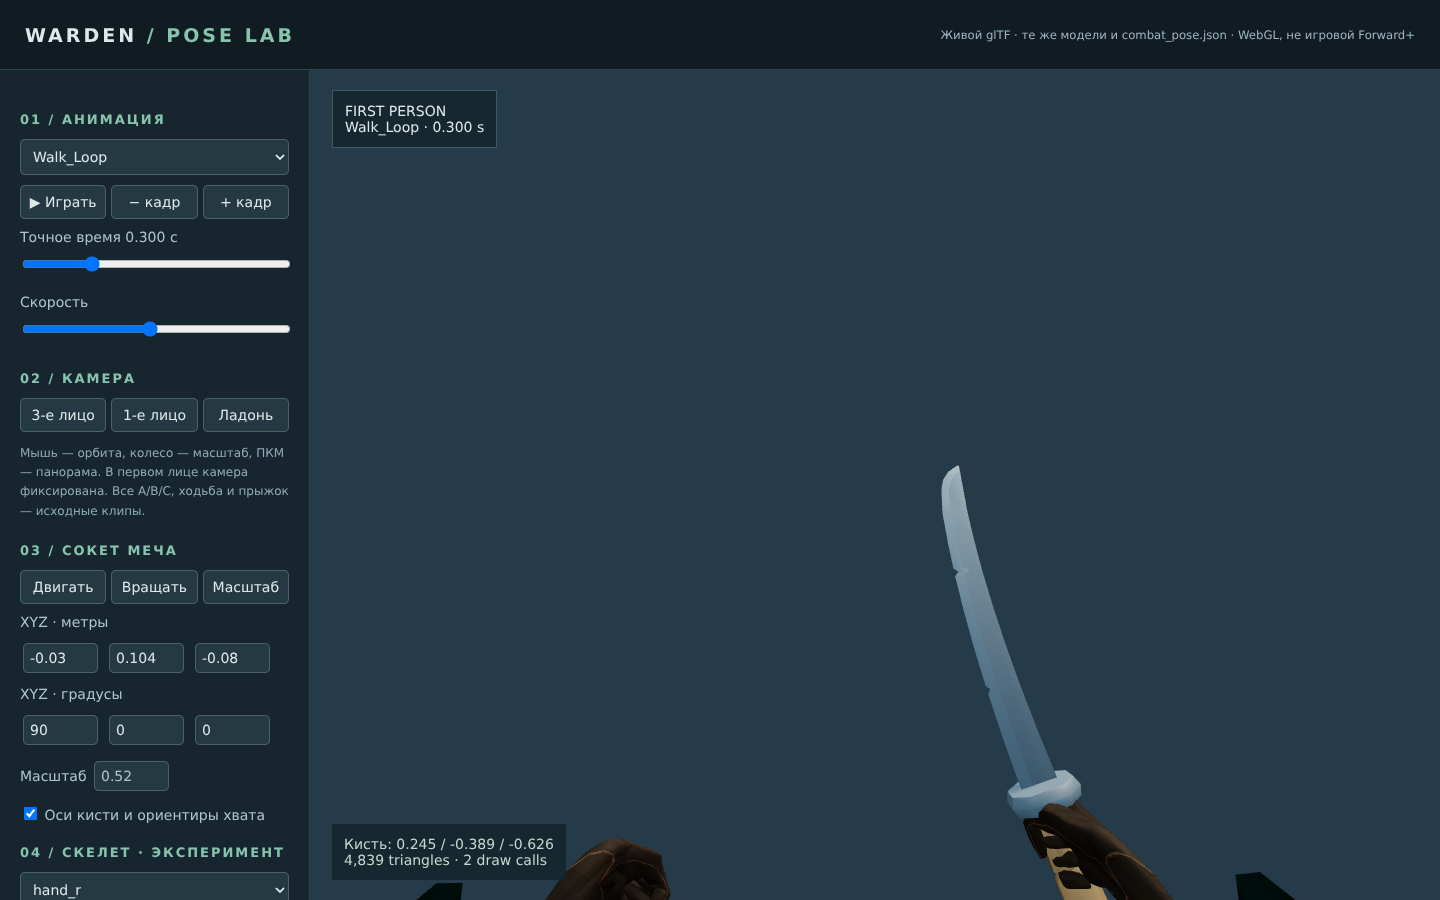 WARDEN / POSE LAB
Живой glTF · те же модели и combat_pose.json · WebGL, не игровой Forward+
01 / АНИМАЦИЯ
Walk_Loop
▶ Играть
− кадр
+ кадр
Точное время 0.300 с
Скорость
02 / КАМЕРА
3-е лицо
1-е лицо
Ладонь
Мышь — орбита, колесо — масштаб, ПКМ
— панорама. В первом лице камера
фиксирована. Все A/B/C, ходьба и прыжок
— исходные клипы.
03 / СОКЕТ МЕЧА
Двигать
Вращать
Масштаб
XYZ · метры
-0.03
0.104
-0.08
XYZ · градусы
90
0
0
Масштаб 0.52
Оси кисти и ориентиры хвата
04 / СКЕЛЕТ · ЭКСПЕРИМЕНТ
hand_r
FIRST PERSON
Walk_Loop · 0.300 s
Кисть: 0.245 / -0.389 / -0.626
4,839 triangles · 2 draw calls